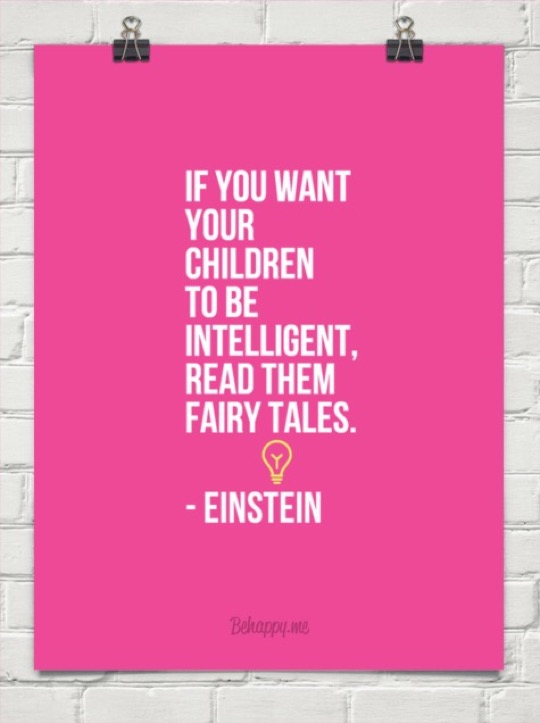 IF YOU WANT
YOUR
CHILDREN
TO BE
INTELLIGENT,
READ THEM
FAIRY TALES.
- EINSTEIN
Behappy.me